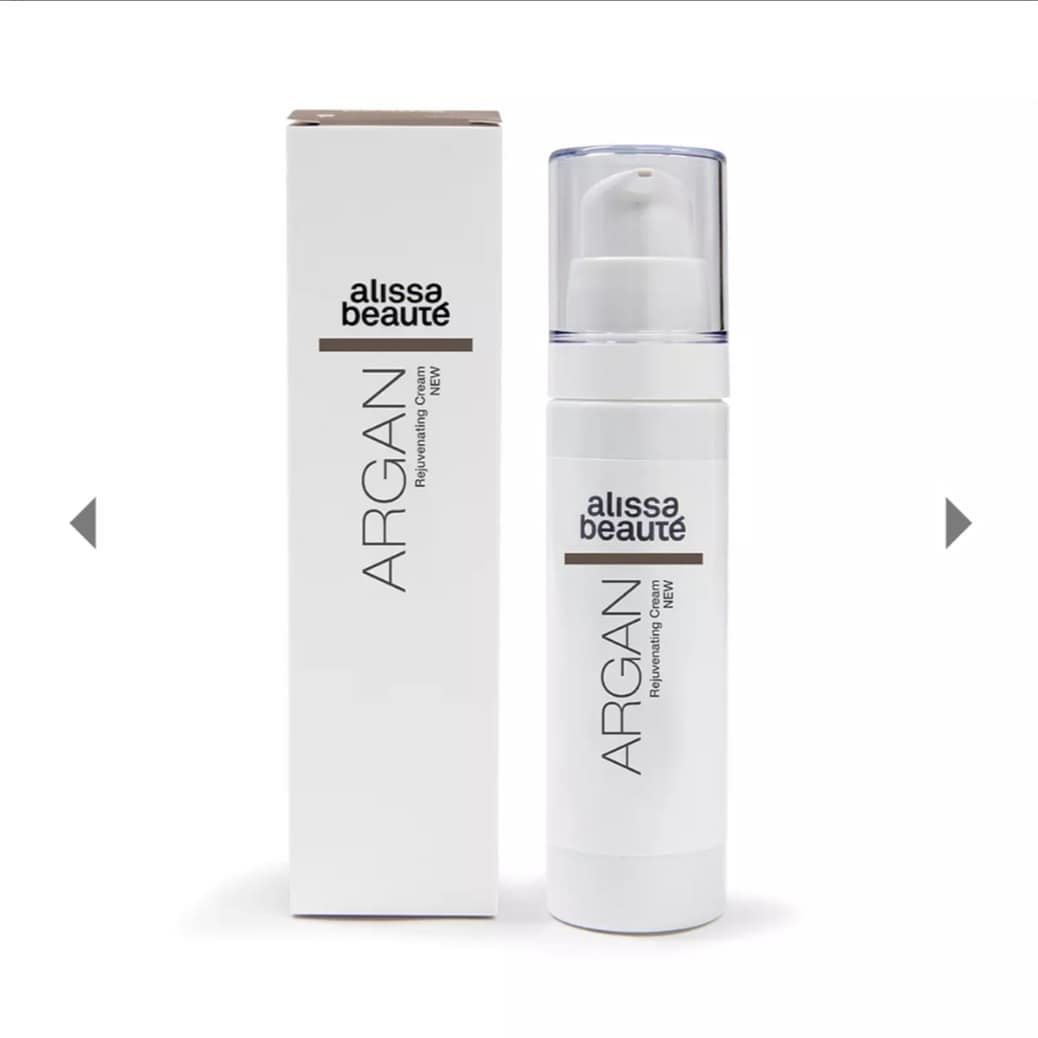 alissa
beauté
ARGAN
Rejuvenating Cream
NEW
alissa
beauté
ARGAN
Rejuvenating Cream
NEW